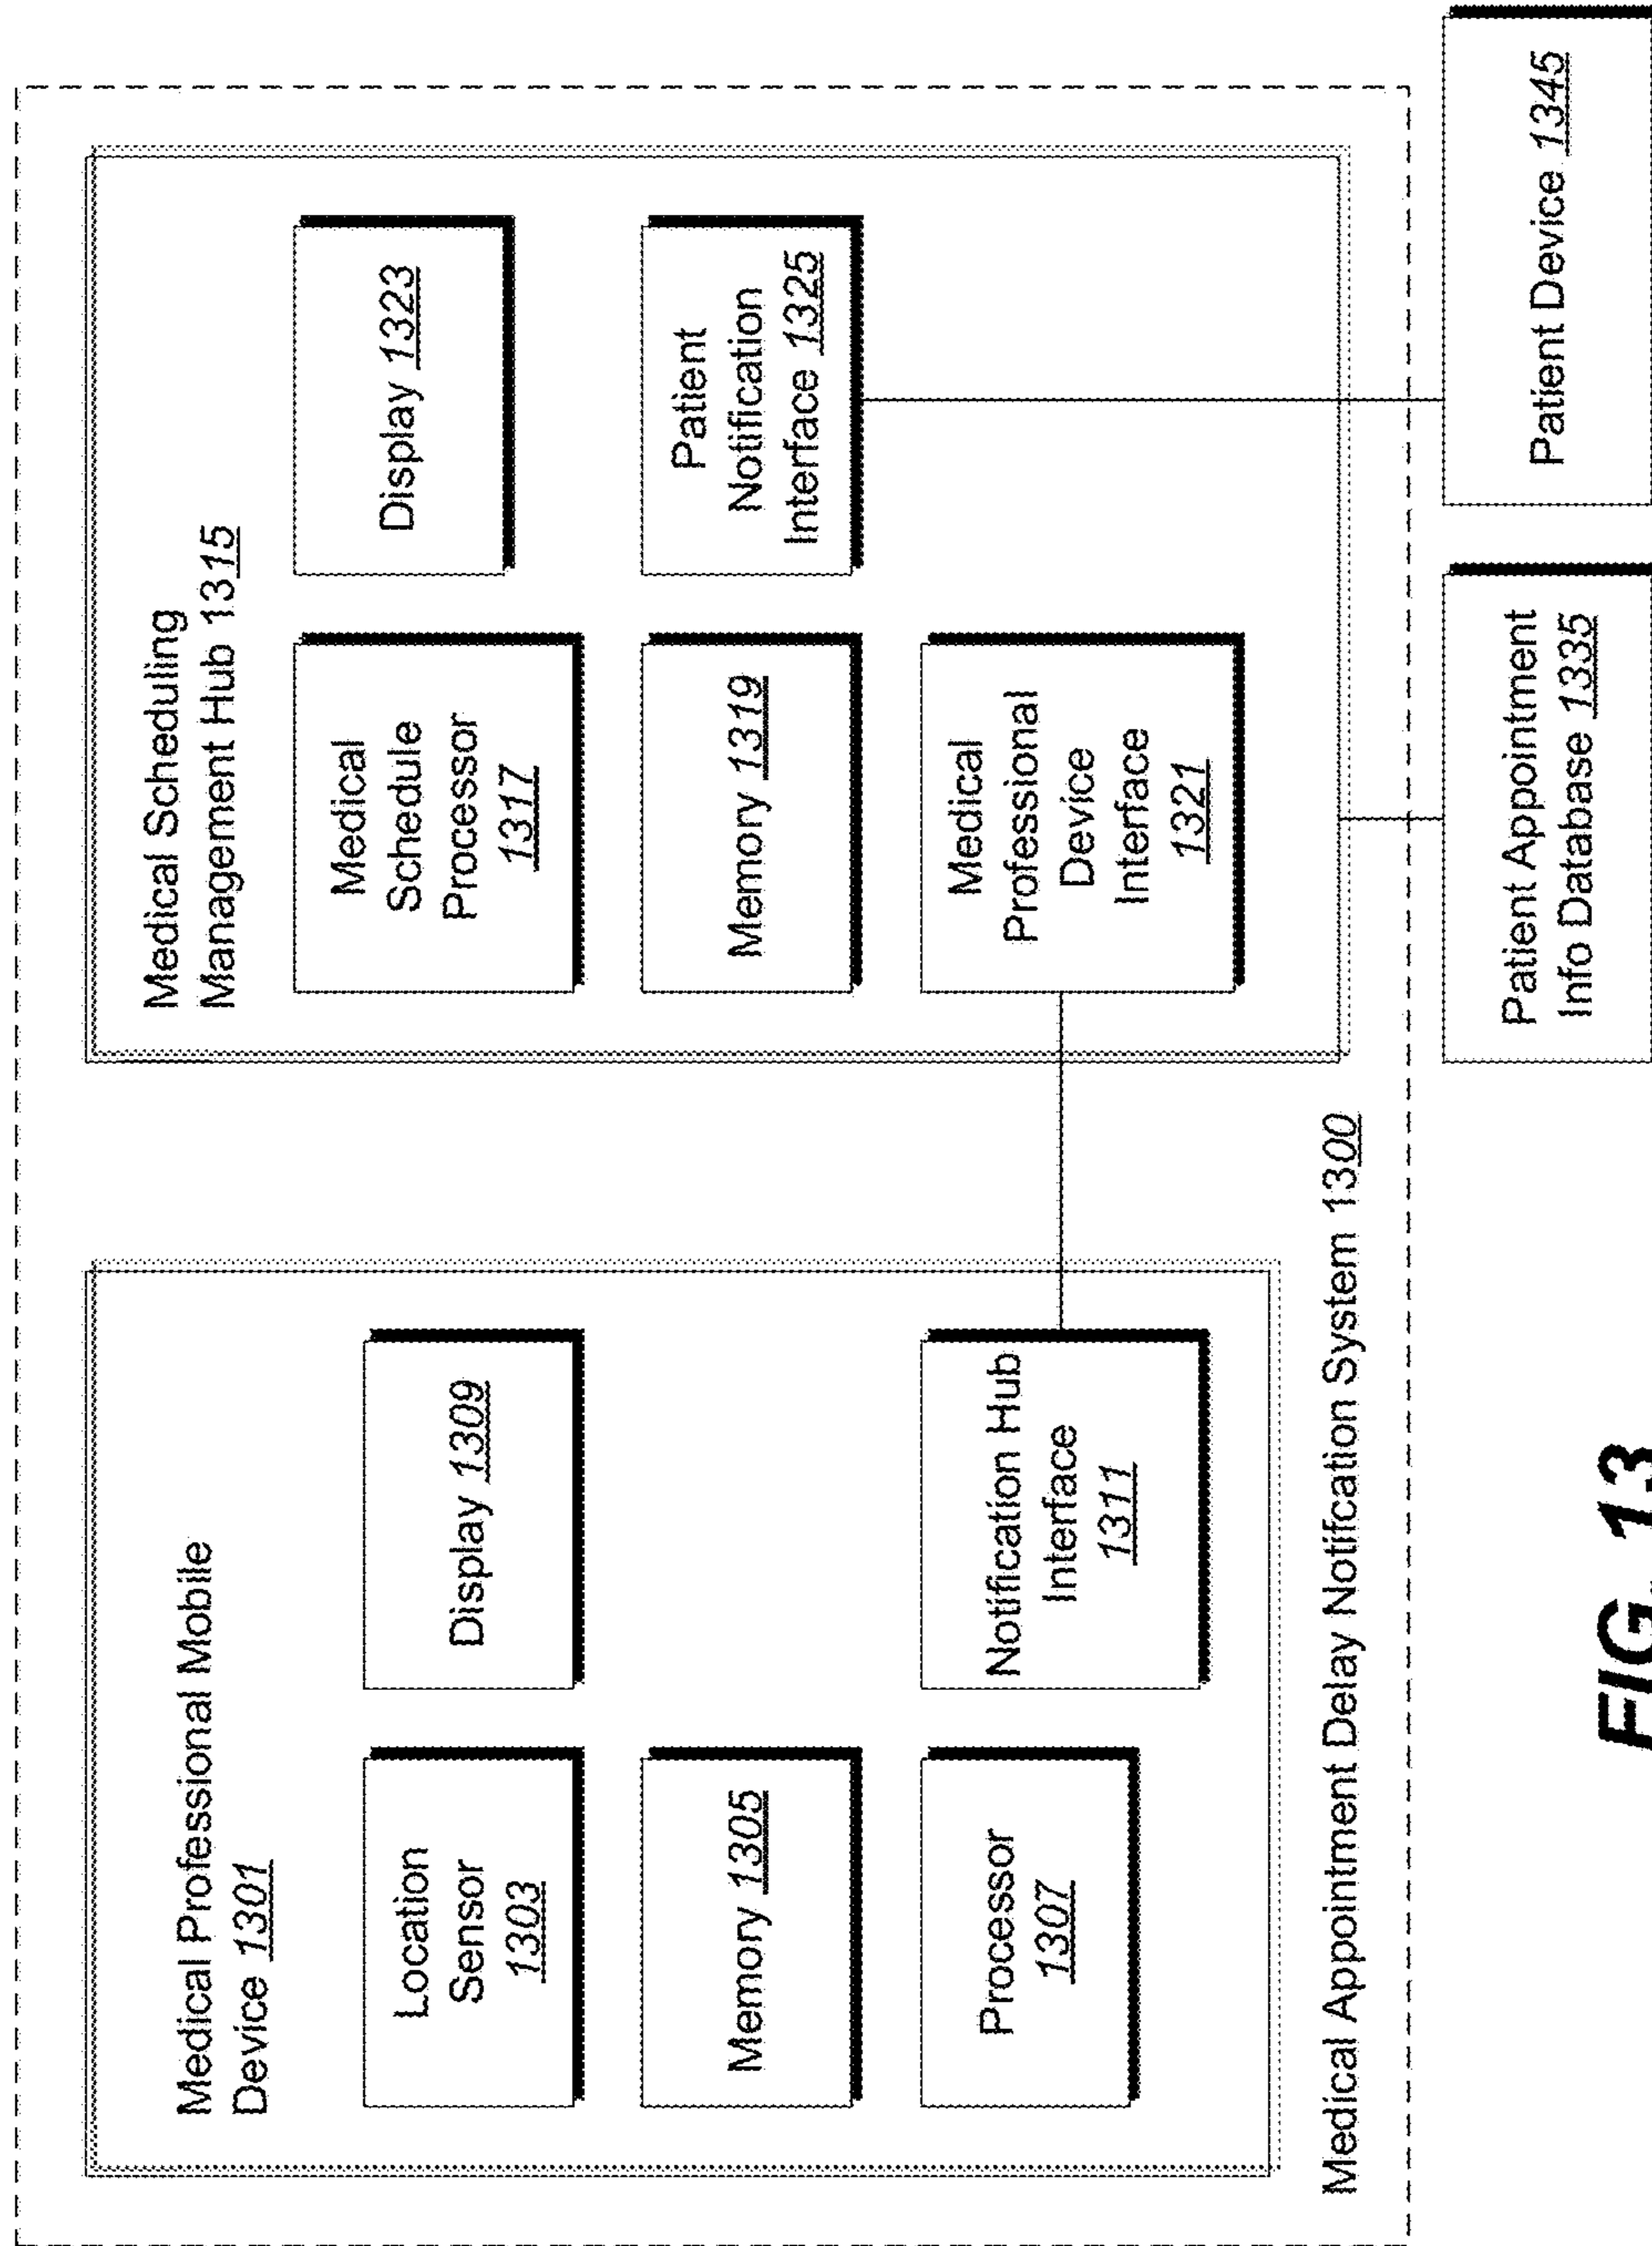 Medical Professional Mobile
Device 1301
Location
Sensor
1303
Display 1309
Memory 1305
Processor
1307
Notification Hub
Interface
1311
Medical Scheduling
Management Hub 1315
Medical
Schedule
Processor
1317
Display 1323
Memory 1319
Patient
Notification
Interface 1325
Medical
Professional
Device
Interface
1321
Medical Appointment Delay Notifcation System 1300
Patient Appointment
Info Database 1335
Patient Device 1345
FIG. 13